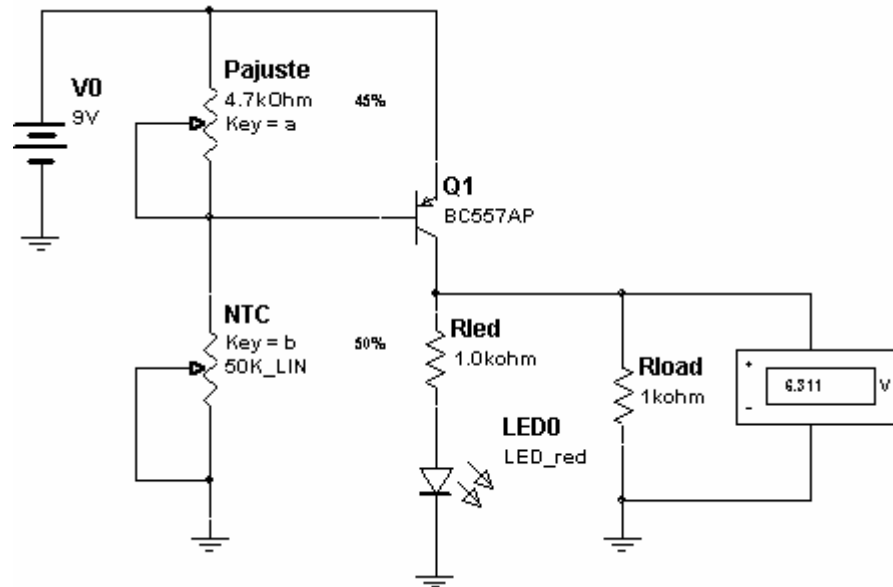 V0
9V
Pajuste
4.7kOhm
45%
Key = a
Q1
BC557AP
NTC
Key = b
50%
50K_LIN
Rled
1.0kohm
Rload
1kohm
+
6.311
V
-
LED0
LED_red